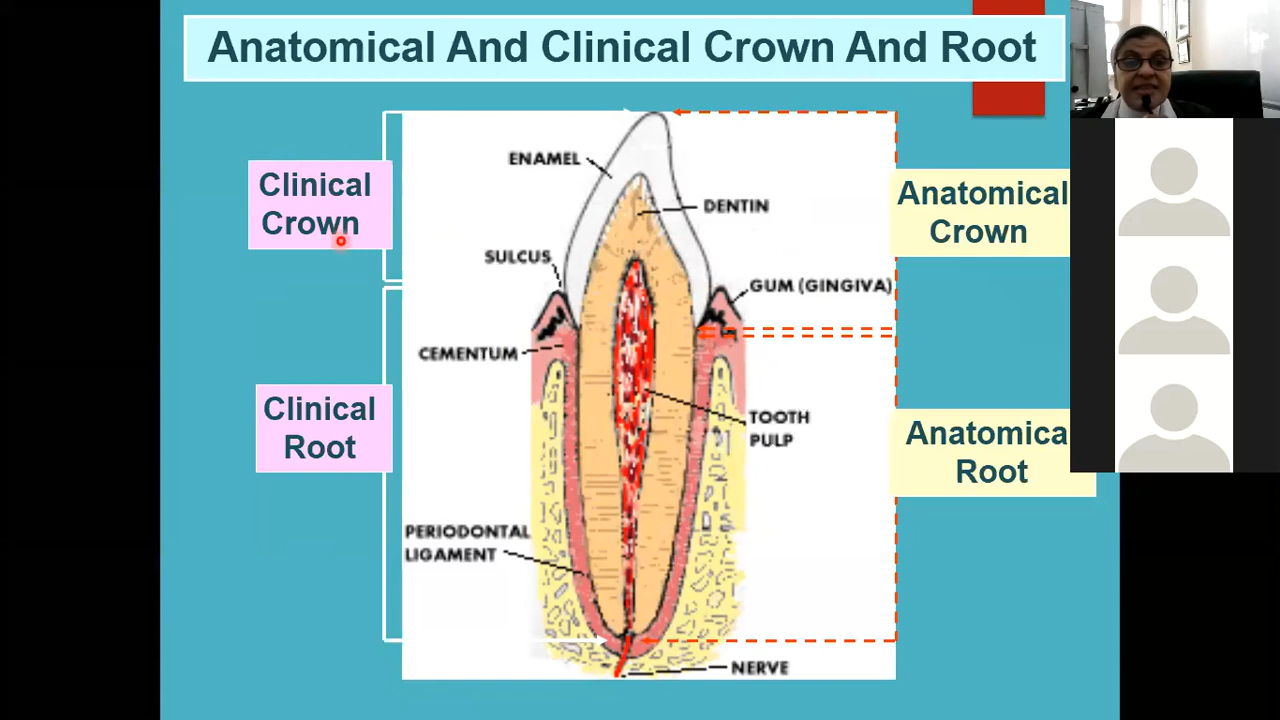 Anatomical And Clinical Crown And Root
Clinical
Crown
Clinical
Root
ENAMEL
DENTIN
SULCUS
GUM (GINGIVA)
CEMENTUM
TOOTH
PULP
PERIODONTAL
LIGAMENT
NERVE
Anatomical
Crown
Anatomica
Root